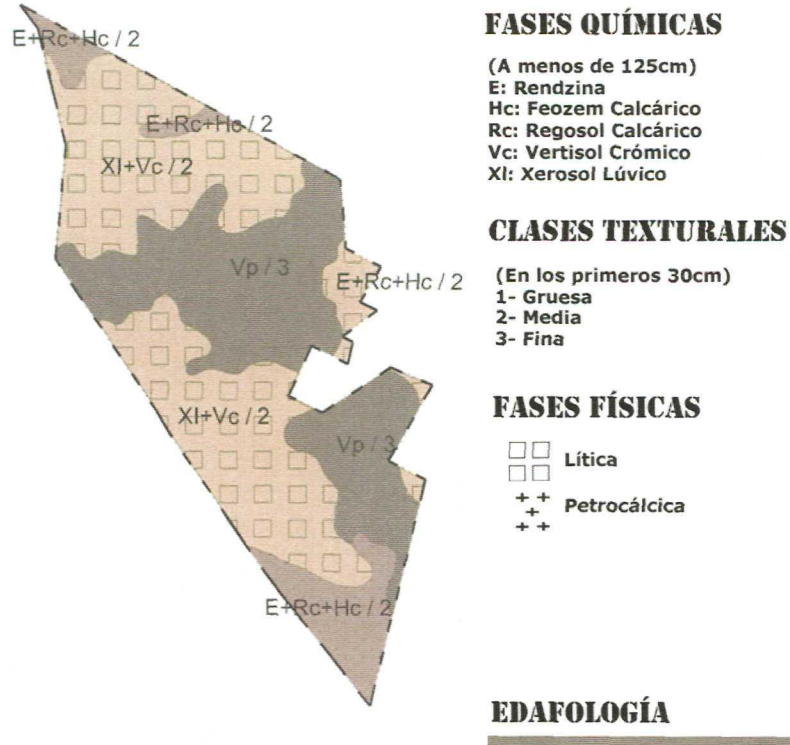 E+Rc+Hc / 2
E+Rc+Hc / 2
Xl+Vc / 2
Vp / 3
E+Rc+Hc / 2
Xl+Vc / 2
Vp / 3
E+Rc+Hc / 2
FASES QUÍMICAS
(A menos de 125cm)
E: Rendzina
Hc: Feozem Calcárico
Rc: Regosol Calcárico
Vc: Vertisol Crómico
Xl: Xerosol Lúvico
CLASES TEXTURALES
(En los primeros 30cm)
1- Gruesa
2- Media
3- Fina
FASES FÍSICAS
Lítica
Petrocálcica
EDAFOLOGÍA